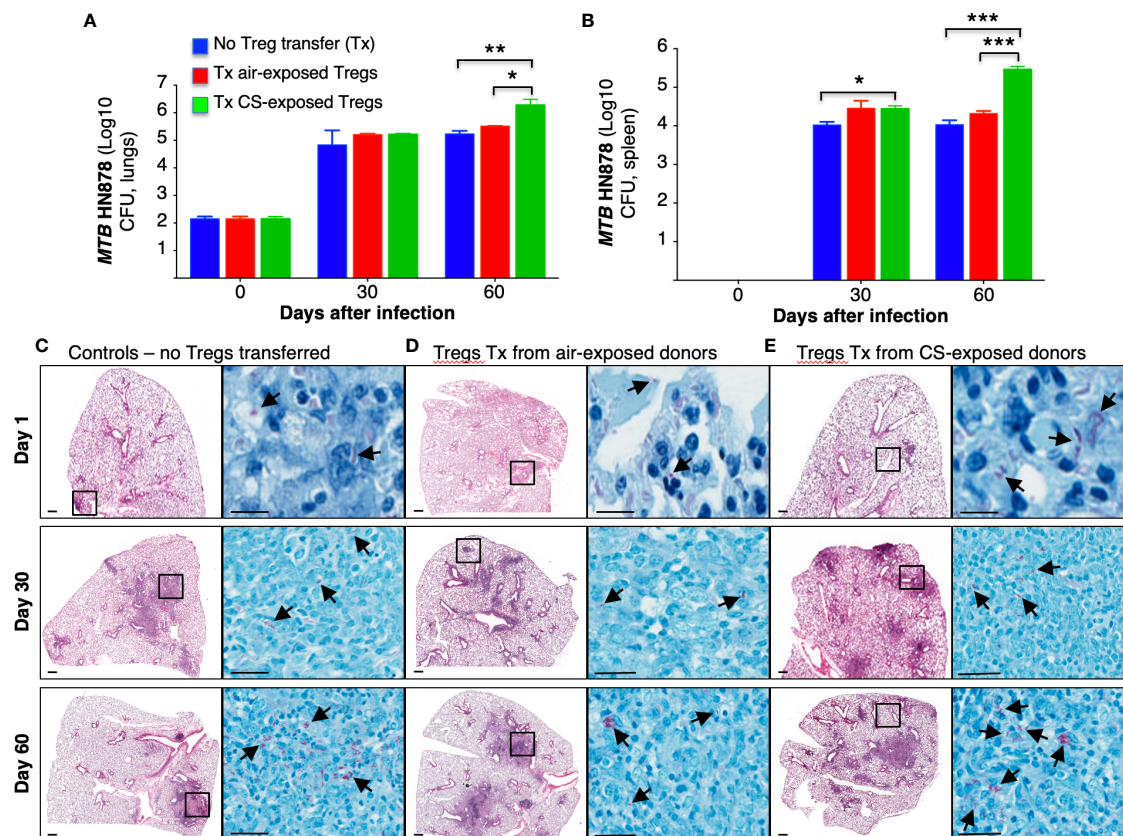 A
No Treg transfer (Tx)
Tx air-exposed Tregs
Tx CS-exposed Tregs
MTB HN878 (Log10
CFU, lungs)
7
6
5
4
3
2
1
**
*
0
30
60
Days after infection
B
MTB HN878 (Log10
CFU, spleen)
6
5
4
3
2
1
***
***
*
0
30
60
Days after infection
C Controls – no Tregs transferred
D Tregs Tx from air-exposed donors
E Tregs Tx from CS-exposed donors
Day 1
Day 30
Day 60